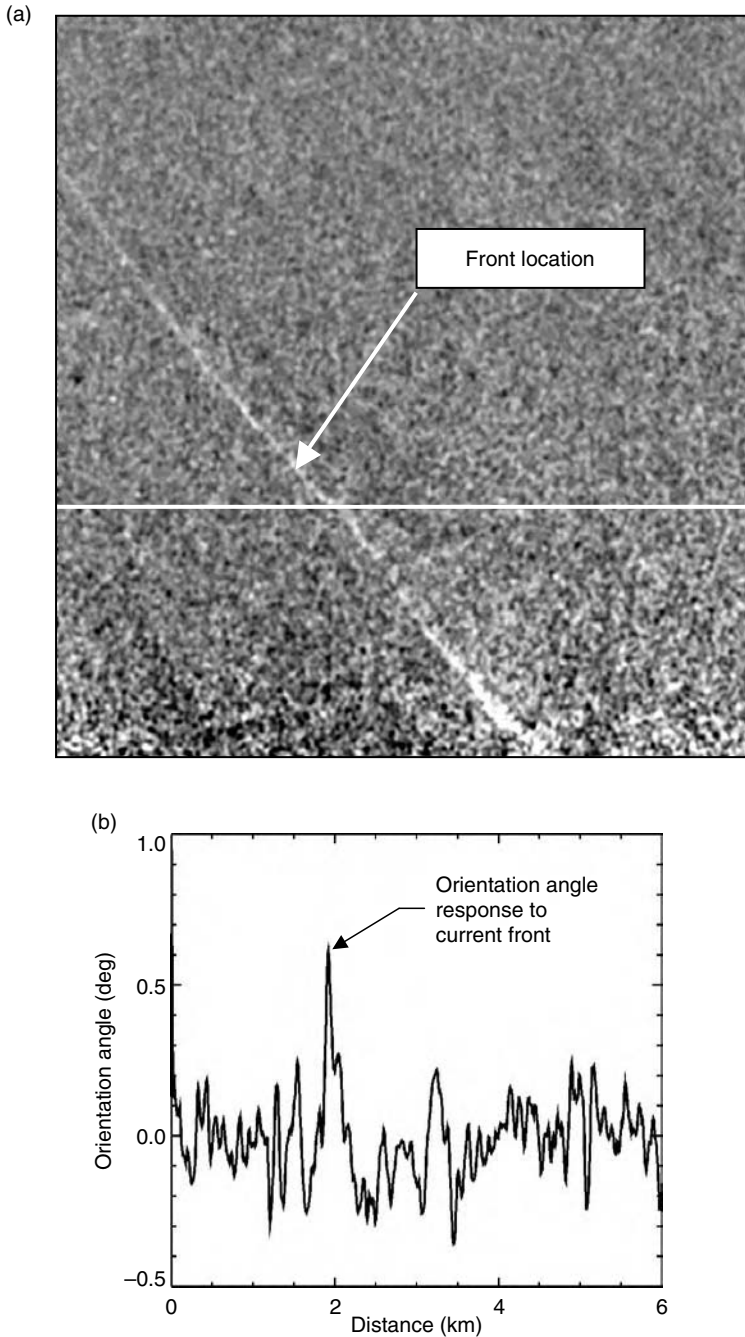 (a)
Front location
(b)
1.0
0.5
0.0
–0.5
Orientation angle (deg)
Orientation angle
response to
current front
0
2
4
6
Distance (km)